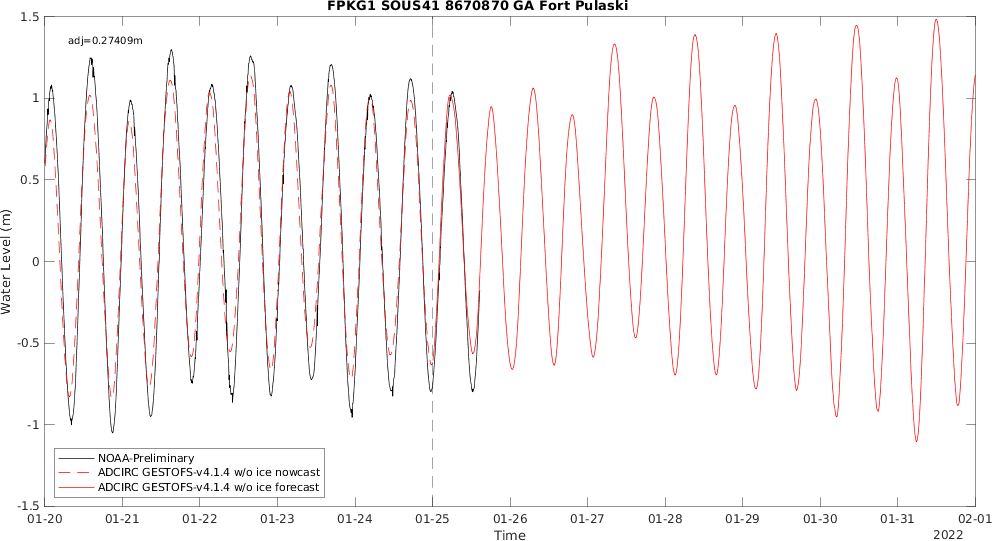 FPKG1 SOUS41 8670870 GA Fort Pulaski
adj=0.27409m
1.5
1
0.5
0
-0.5
-1
-1.5
Water Level (m)
NOAA-Preliminary
ADCIRC GESTOFS-v4.1.4 w/o ice nowcast
ADCIRC GESTOFS-v4.1.4 w/o ice forecast
01-20 01-21 01-22 01-23 01-24 01-25 01-26 01-27 01-28 01-29 01-30 01-31 02-01
Time
2022